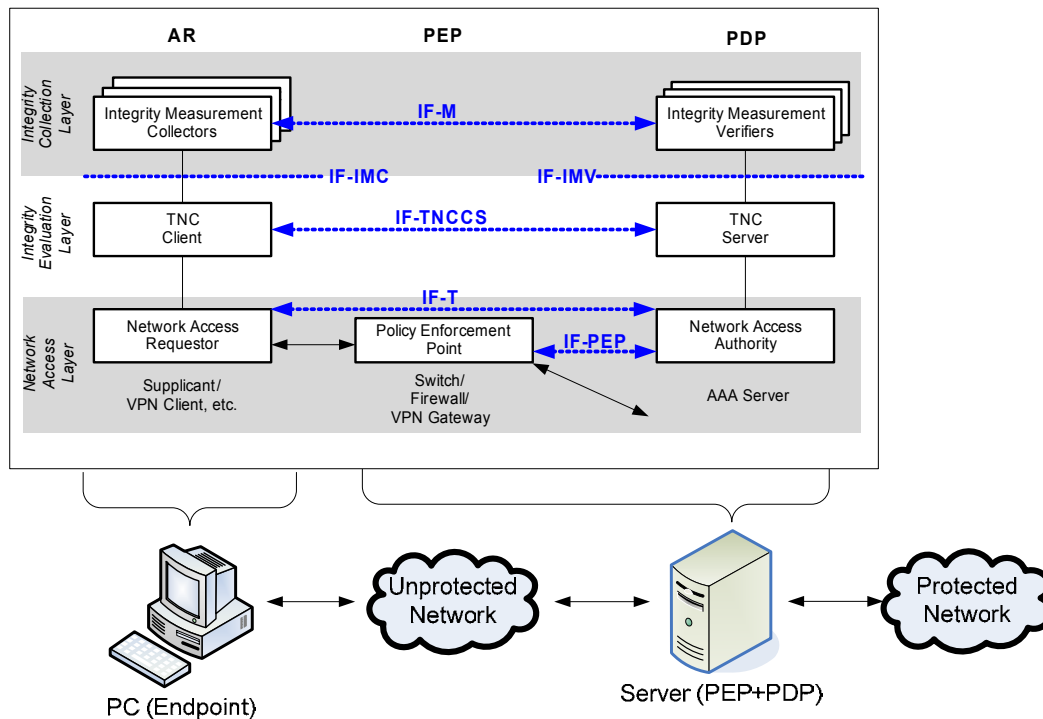 AR
PEP
PDP
Integrity
Collection
Layer
Integrity Measurement
Collectors
IF-M
Integrity Measurement
Verifiers
IF-IMC
IF-IMV
Integrity
Evaluation
Layer
TNC
Client
IF-TNCCS
TNC
Server
Network
Access
Layer
IF-T
Network Access
Requestor
Policy Enforcement
Point
IF-PEP
Network Access
Authority
Supplicant/
VPN Client, etc.
Switch/
Firewall/
VPN Gateway
AAA Server
Unprotected
Network
Protected
Network
PC (Endpoint)
Server (PEP+PDP)